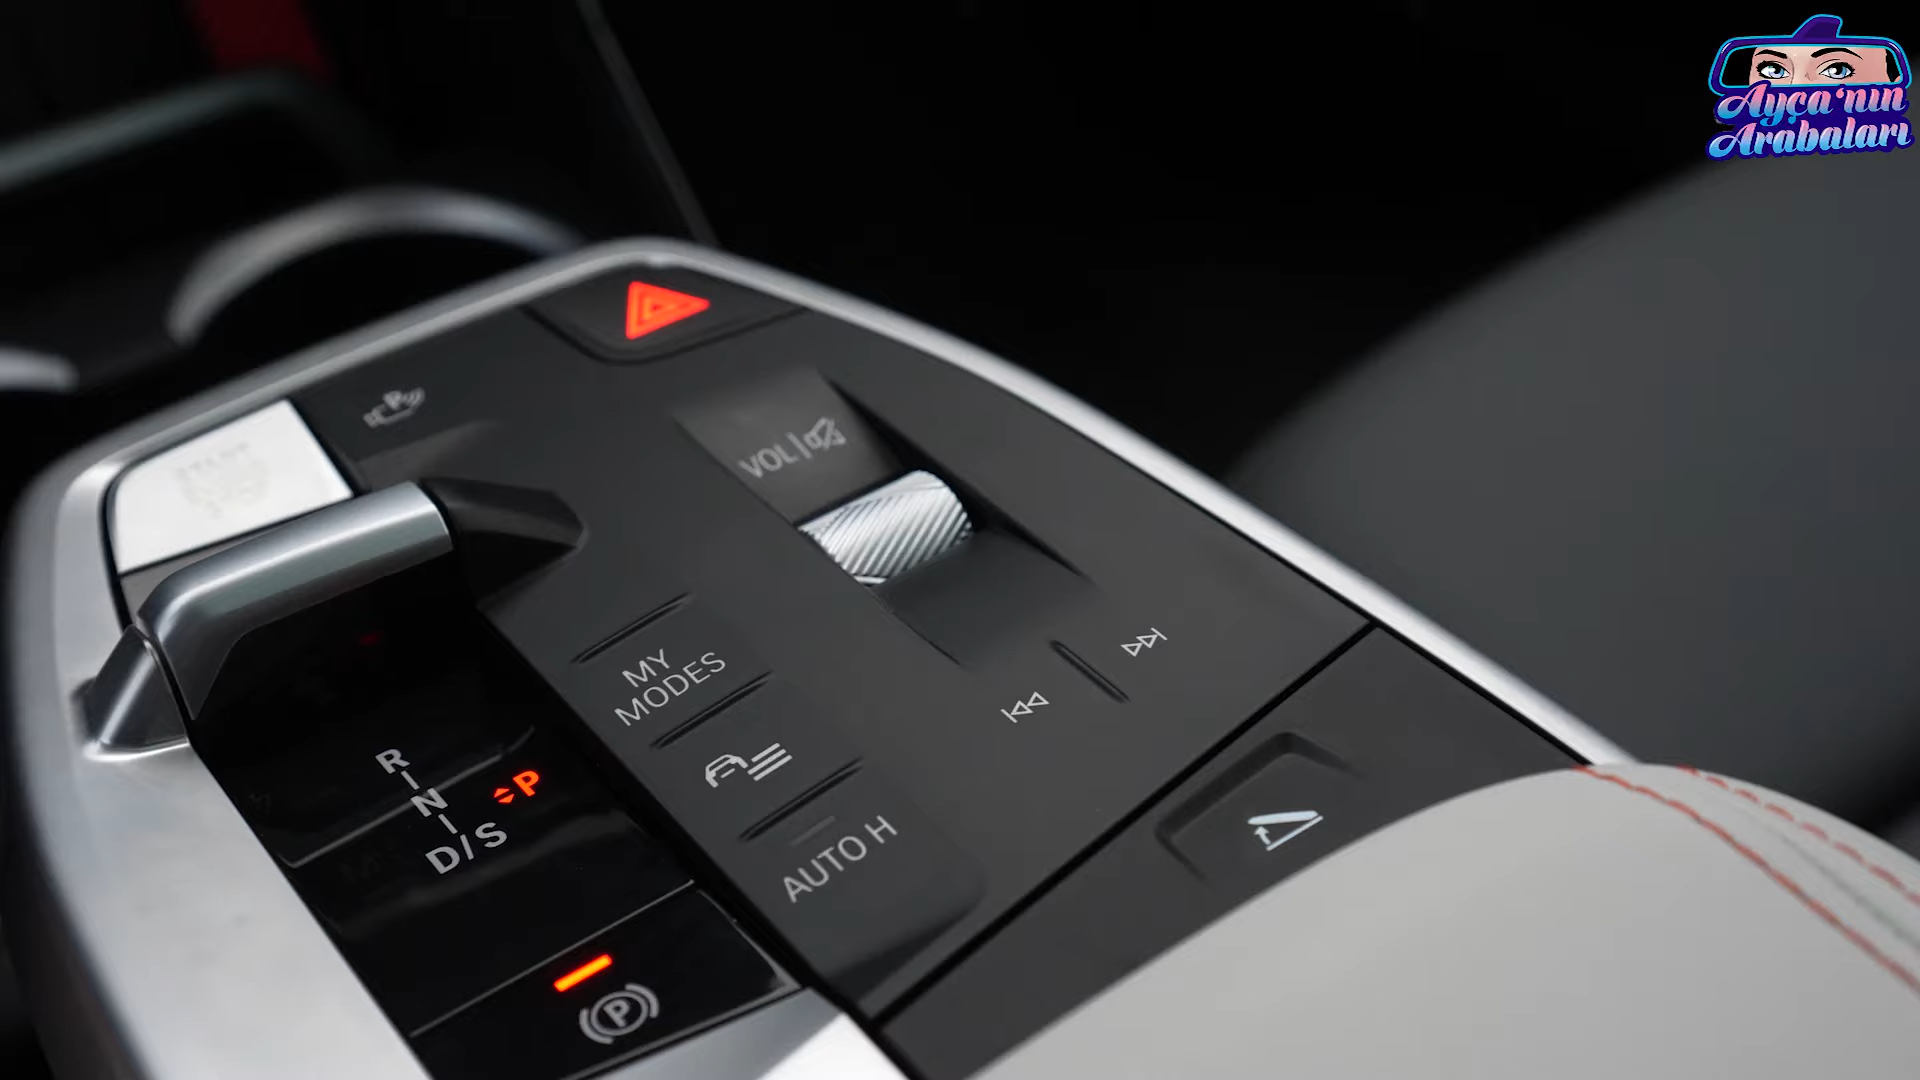 Ayça'nın
Arabaları
P
VOL
MY
MODES
R
N
P
D/S
AUTO H
P